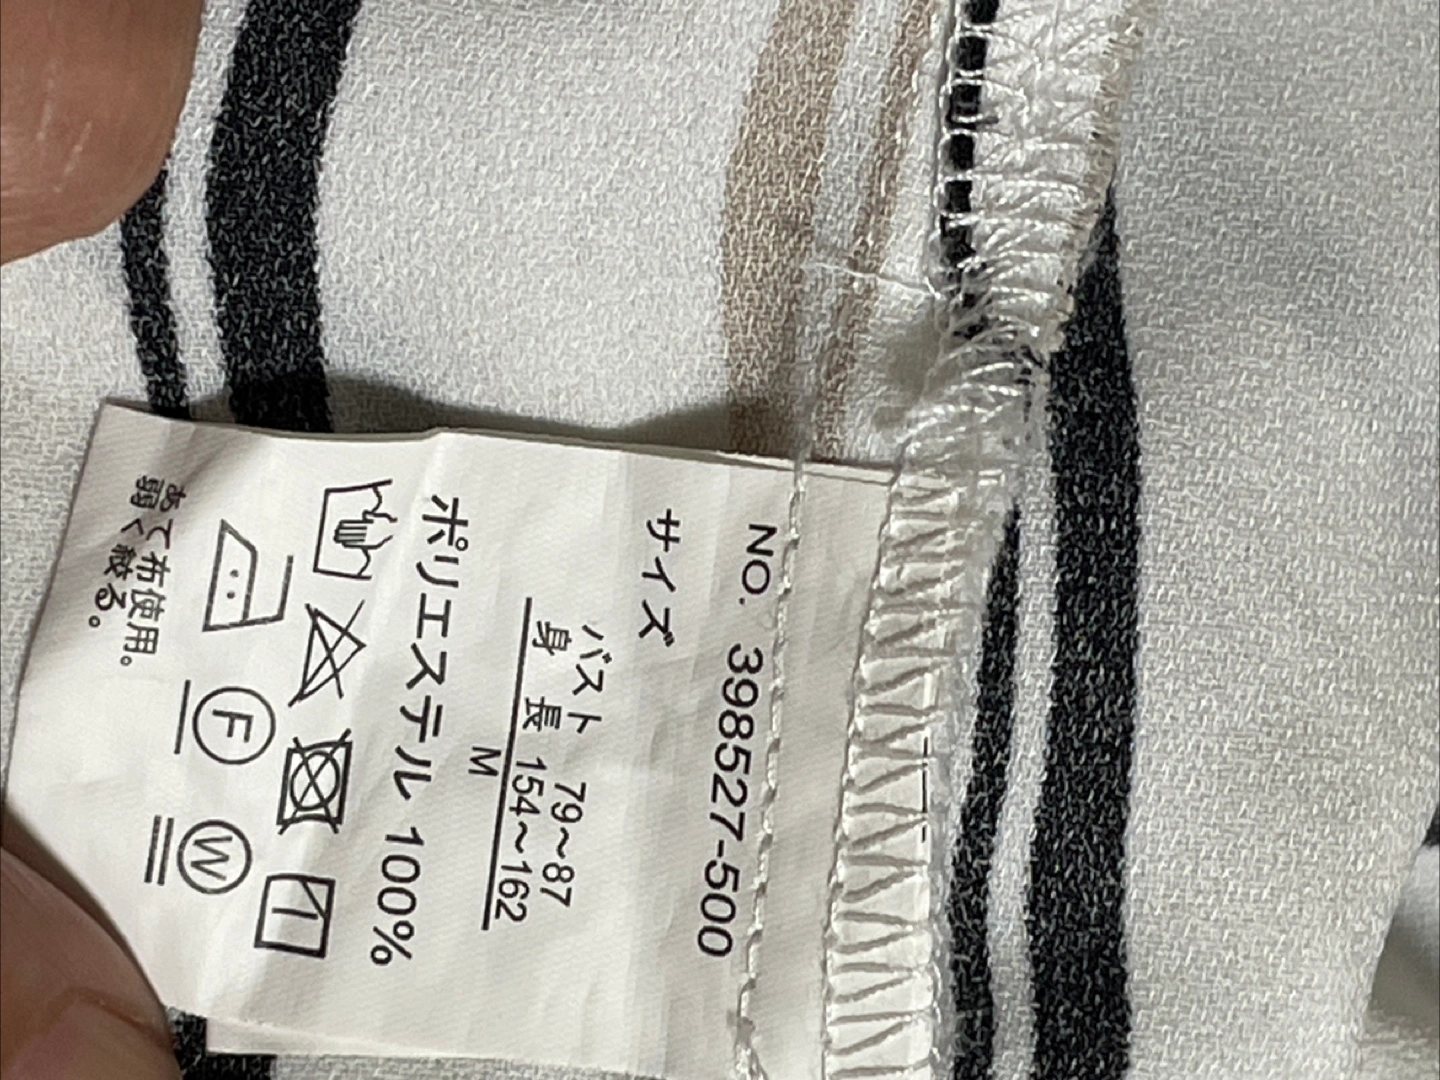 NO. 398527-500
サイズ
バスト 79~87
身 長 154~162
M
ポリエステル 100%
F W
あて布使用。
弱く絞る。